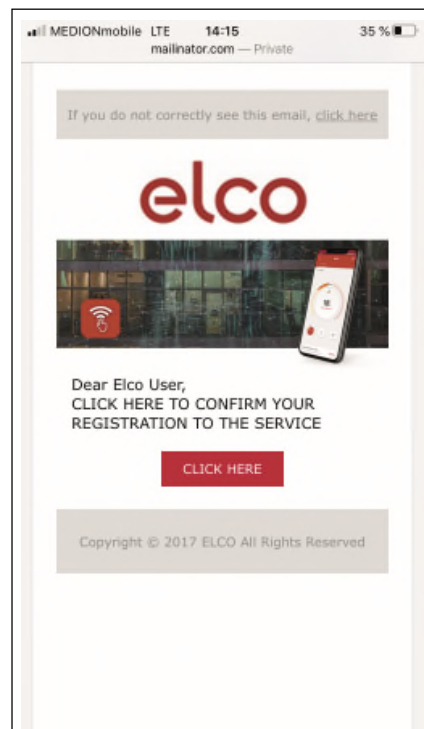 MEDIONmobile LTE 14:15 35 %
mailinator.com — Private
If you do not correctly see this email, click here
elco
Dear Elco User,
CLICK HERE TO CONFIRM YOUR
REGISTRATION TO THE SERVICE
CLICK HERE
Copyright © 2017 ELCO All Rights Reserved